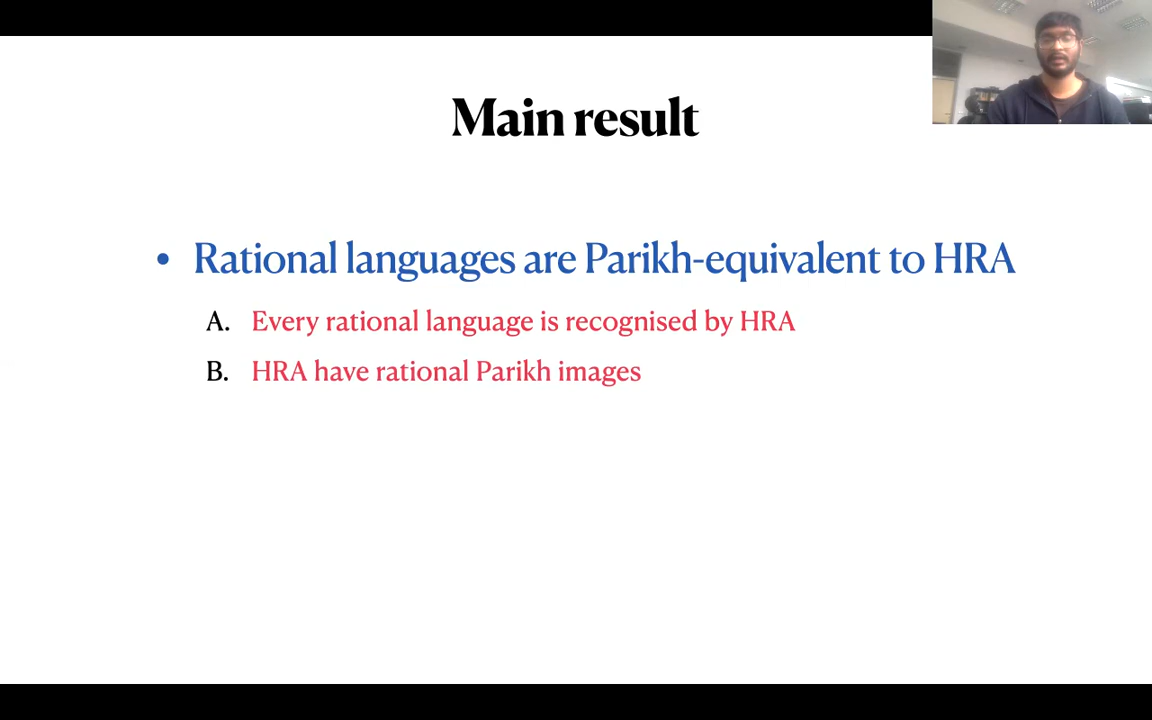 Main result
• Rational languages are Parikh-equivalent to HRA
A. Every rational language is recognised by HRA
B. HRA have rational Parikh images